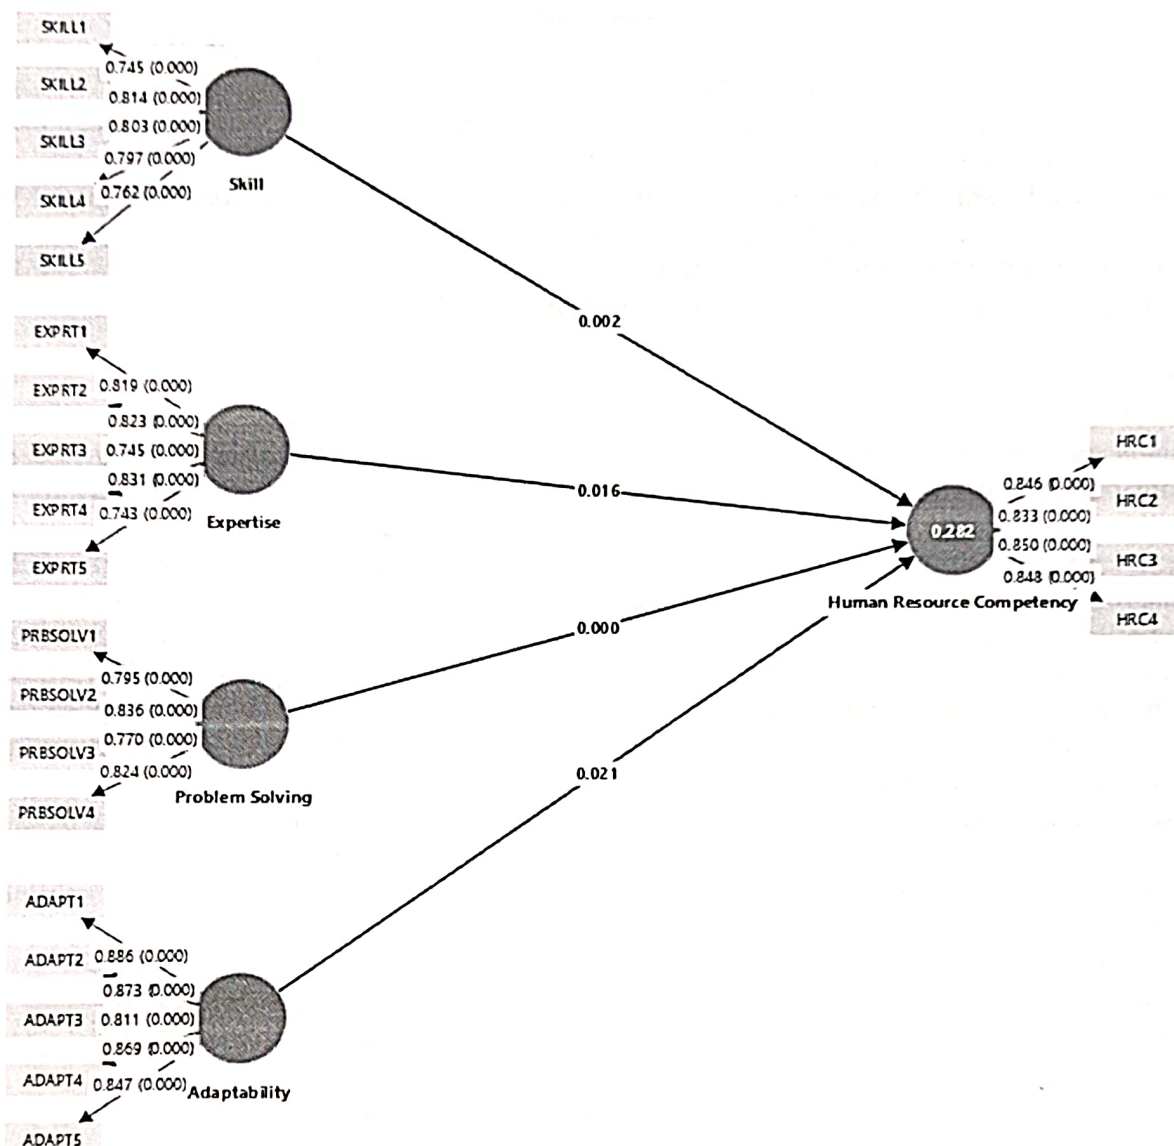 SKILL1
0.745 (0.000)
SKILL2
0.814 (0.000)
0.803 (0.000)
SKILL3
0.797 (0.000)
SKILL4
0.762 (0.000)
SKILL5
Skill
EXPRT1
0.819 (0.000)
EXPRT2
0.823 (0.000)
EXPRT3
0.745 (0.000)
0.831 (0.000)
EXPRT4
0.743 (0.000)
EXPRT5
Expertise
PRBSOLV1
0.795 (0.000)
PRBSOLV2
0.836 (0.000)
0.770 (0.000)
PRBSOLV3
0.824 (0.000)
PRBSOLV4
Problem Solving
ADAPT1
0.886 (0.000)
ADAPT2
0.873 (0.000)
ADAPT3
0.811 (0.000)
0.869 (0.000)
ADAPT4
0.847 (0.000)
ADAPT5
Adaptability
0.002
0.016
0.000
0.021
0.282
Human Resource Competency
HRC1
0.846 (0.000)
HRC2
0.833 (0.000)
0.850 (0.000)
HRC3
0.848 (0.000)
HRC4